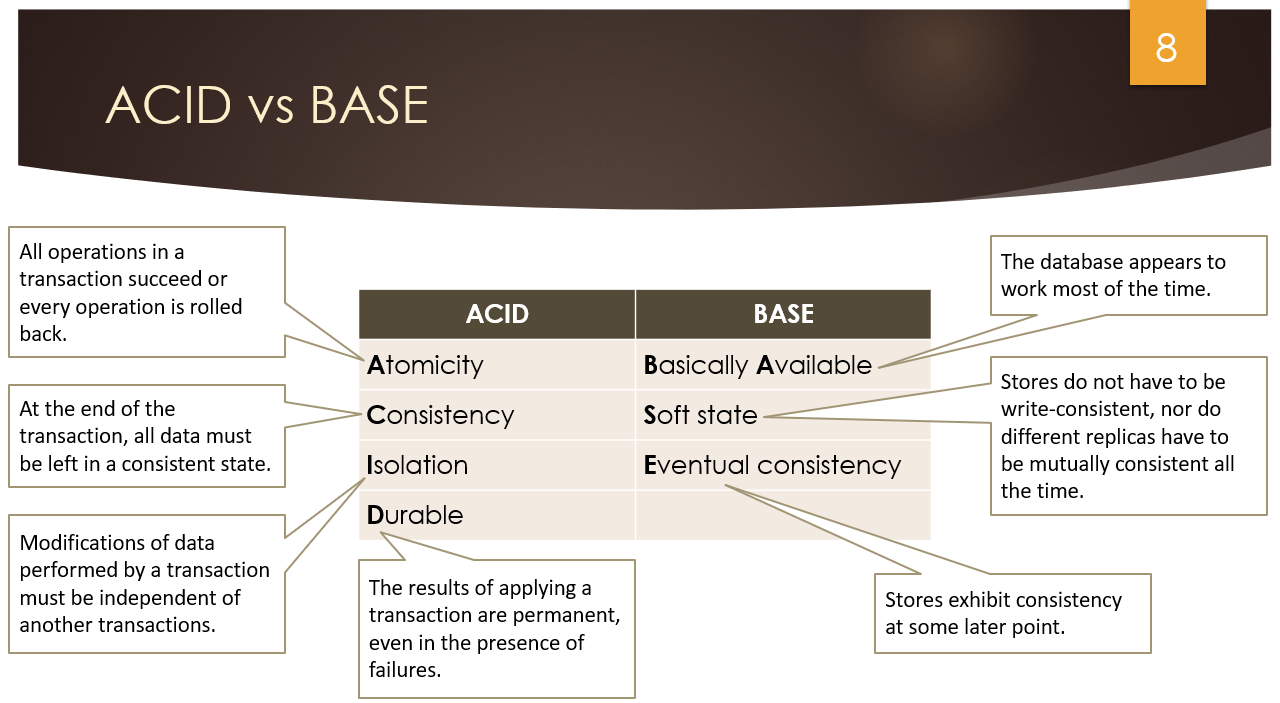 8
ACID vs BASE
All operations in a
transaction succeed or
every operation is rolled
back.
At the end of the
transaction, all data must
be left in a consistent state.
Modifications of data
performed by a transaction
must be independent of
another transactions.
ACID BASE
Atomicity Basically Available
Consistency Soft state
Isolation Eventual consistency
Durable
The results of applying a
transaction are permanent,
even in the presence of
failures.
The database appears to
work most of the time.
Stores do not have to be
write-consistent, nor do
different replicas have to
be mutually consistent all
the time.
Stores exhibit consistency
at some later point.